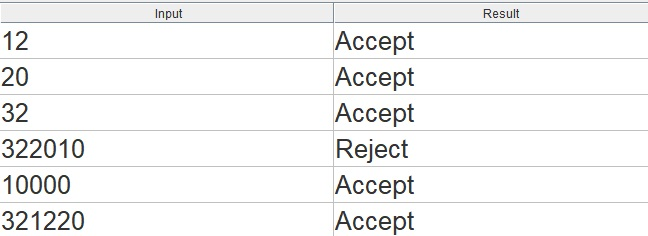 Input Result
12 Accept
20 Accept
32 Accept
322010 Reject
10000 Accept
321220 Accept